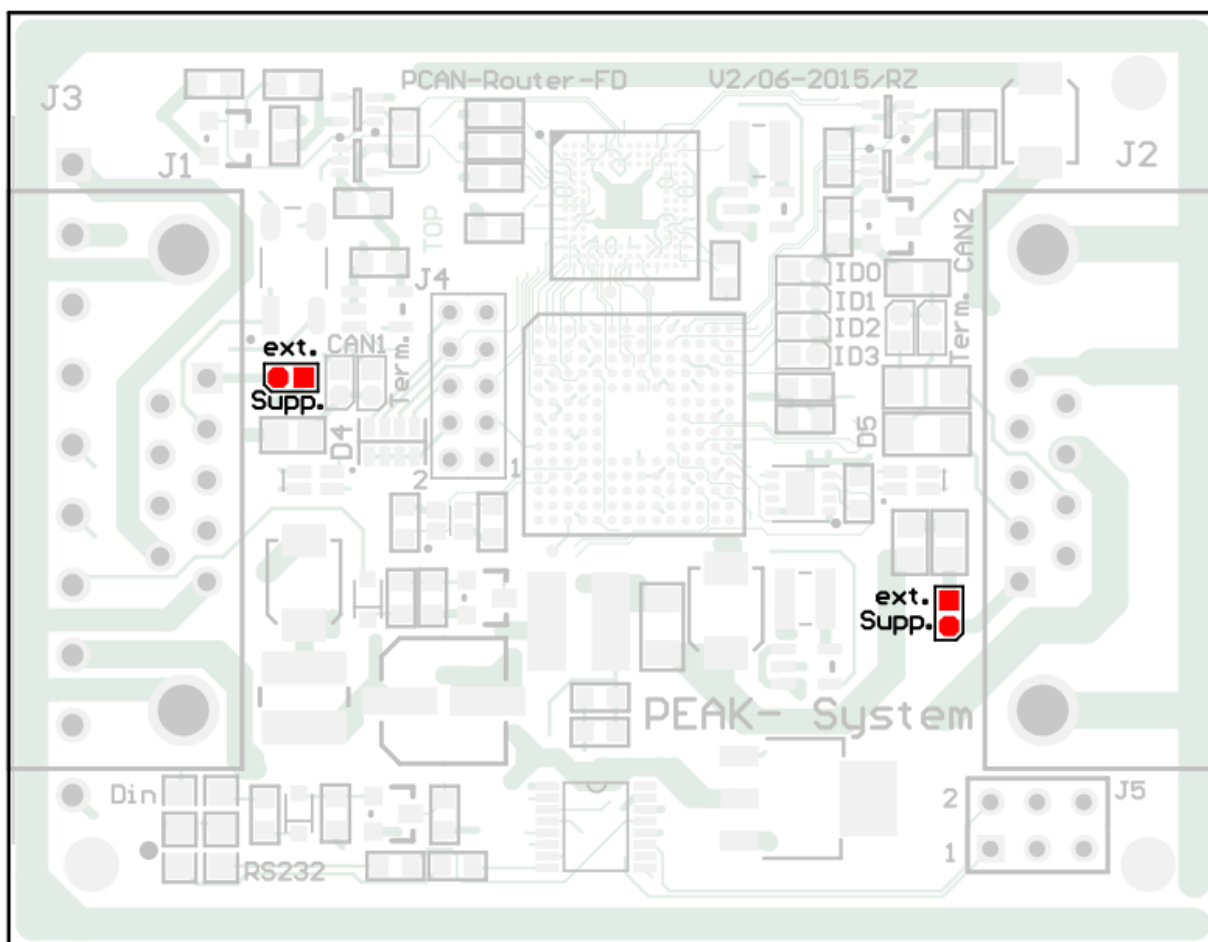 PCAN-Router-FD
V2/06-2015/RZ
J3
J1
J2
TOP
CAN2
J4
ID0
ID1
ID2
ID3
Term.
ext.
Supp.
CAN1
Term.
D4
D5
2
1
ext.
Supp.
PEAK- System
Din
RS232
2
1
J5